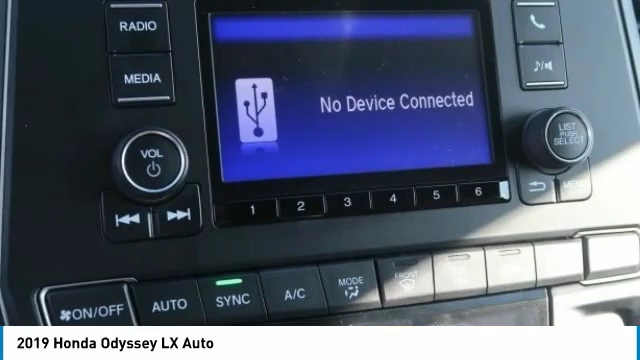 RADIO
MEDIA
No Device Connected
VOL
LIST
PUSH
SELECT
MENU
1 2 3 4 5 6
ON/OFF AUTO SYNC A/C MODE FRONT
2019 Honda Odyssey LX Auto